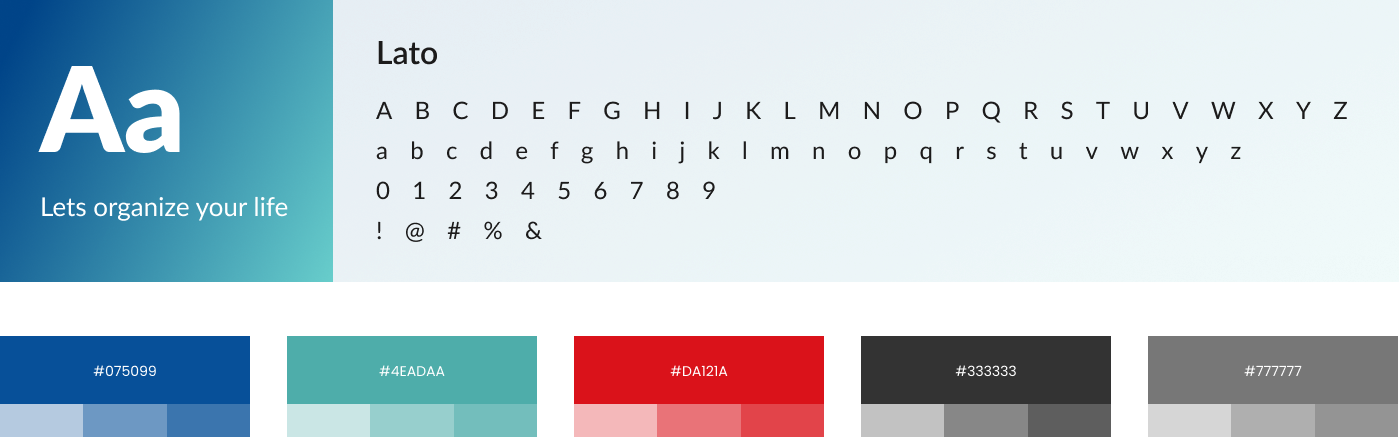 Aa
Lets organize your life
Lato
A B C D E F G H I J K L M N O P Q R S T U V W X Y Z
a b c d e f g h i j k l m n o p q r s t u v w x y z
0 1 2 3 4 5 6 7 8 9
! @ # % &
#075099
#4EADAA
#DA121A
#333333
#777777